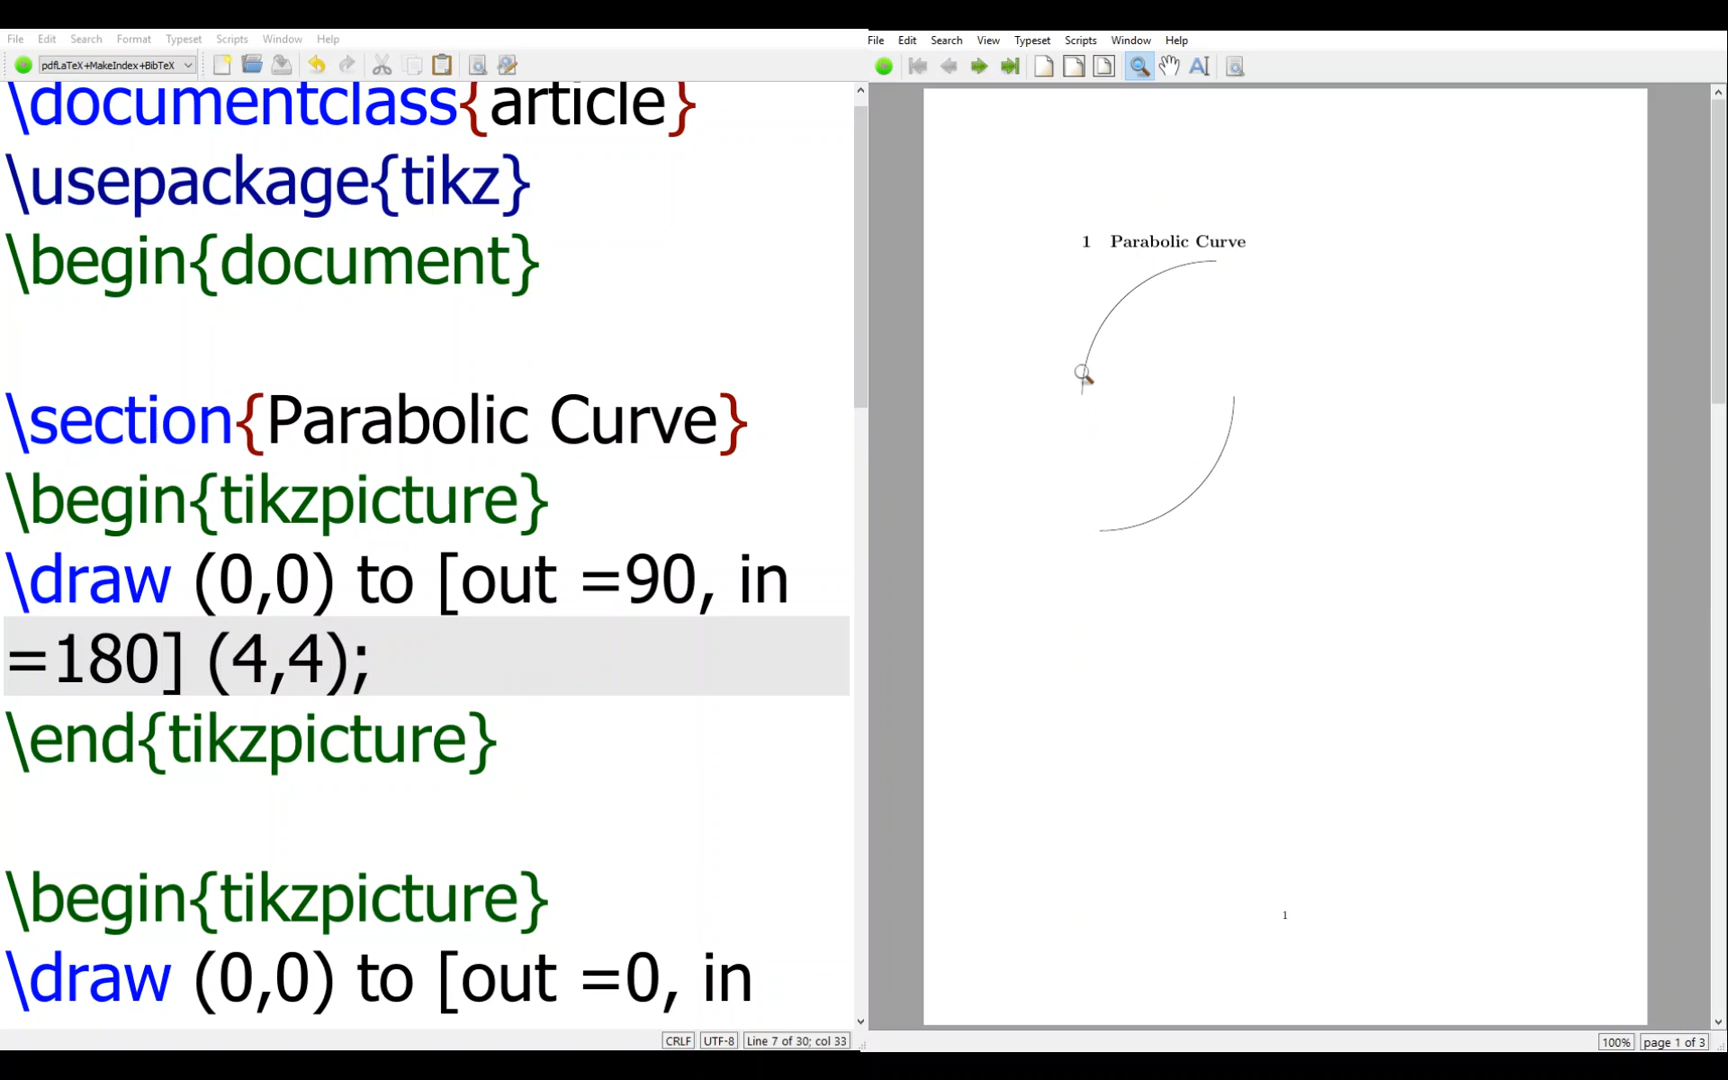 File Edit Search Format Typeset Scripts Window Help
pdfLaTeX+MakeIndex+BibTeX
\documentclass{article}
\usepackage{tikz}
\begin{document}
\section{Parabolic Curve}
\begin{tikzpicture}
\draw (0,0) to [out =90, in
=180] (4,4);
\end{tikzpicture}
\begin{tikzpicture}
\draw (0,0) to [out =0, in
CRLF UTF-8 Line 7 of 30; col 33
File Edit Search View Typeset Scripts Window Help
1 Parabolic Curve
1
100% page 1 of 3